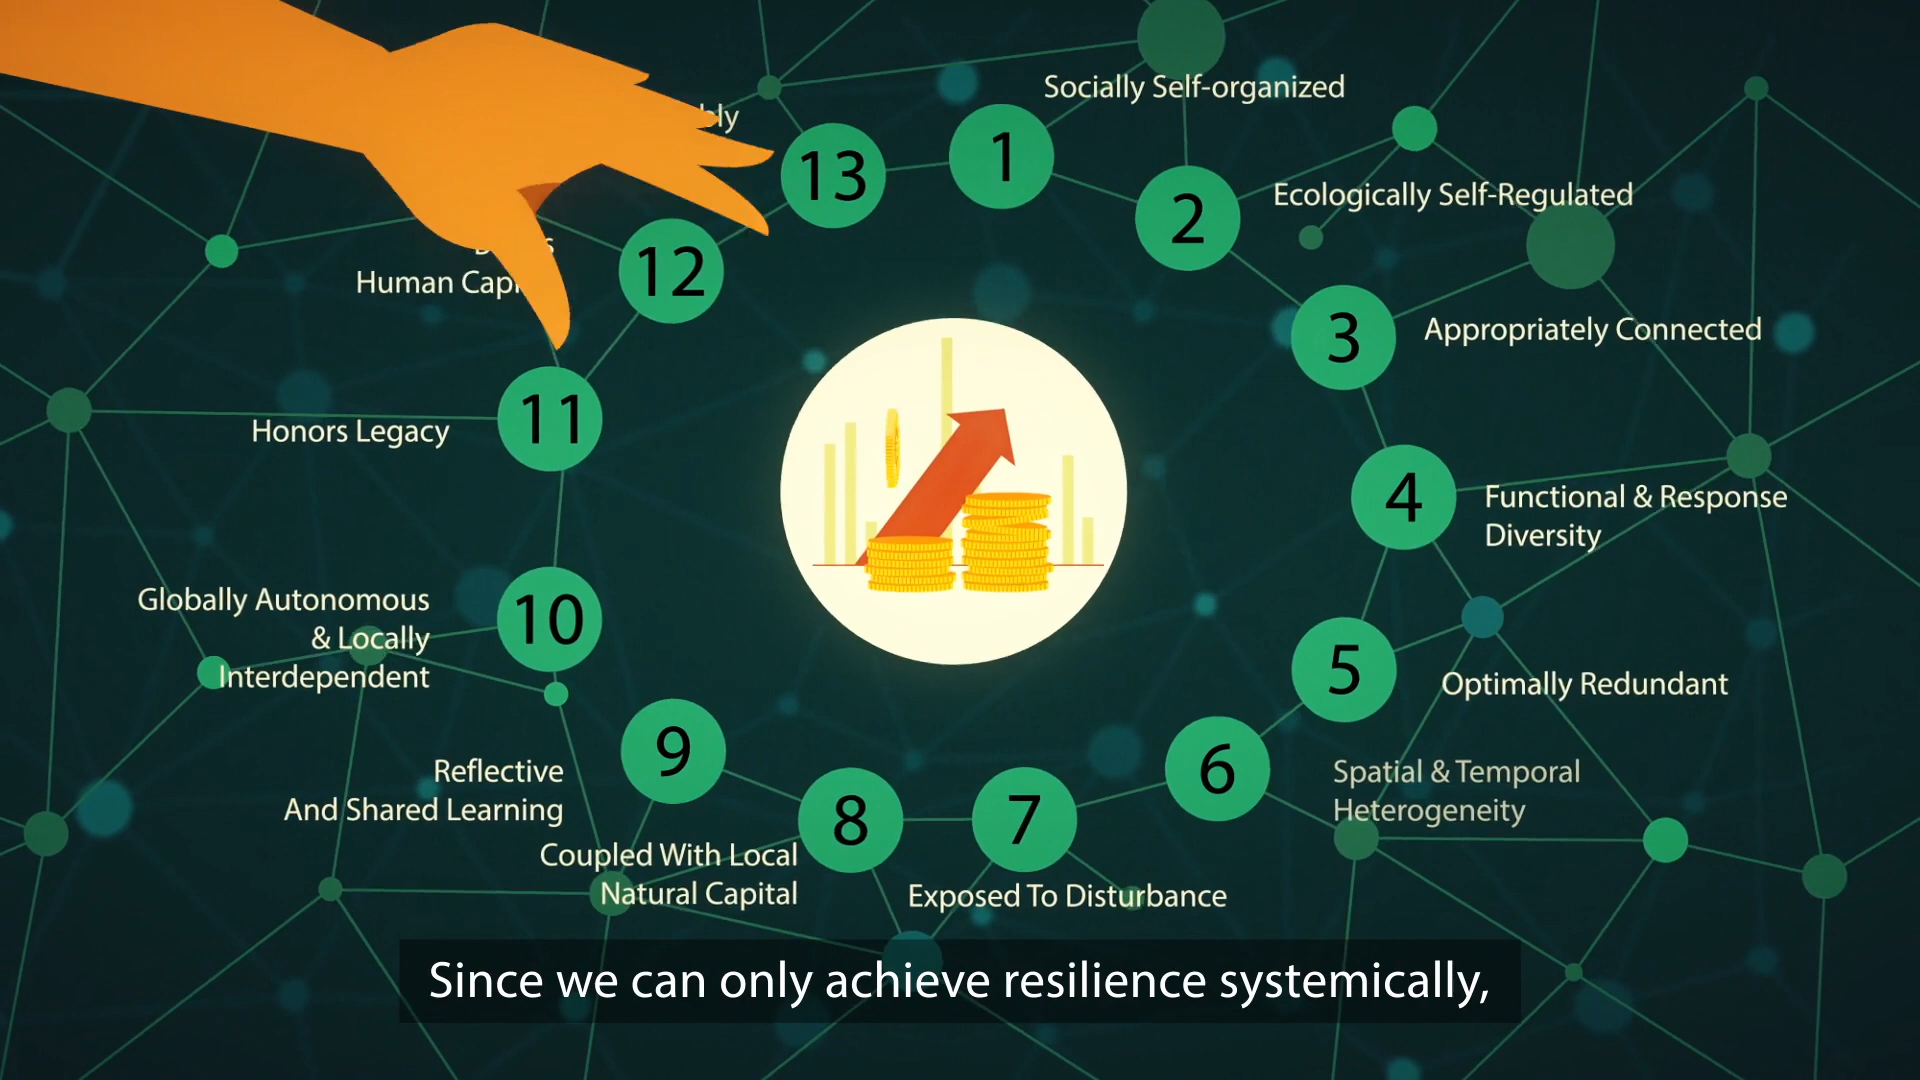 1
Socially Self-organized
2
Ecologically Self-Regulated
3
Appropriately Connected
4
Functional & Response
Diversity
5
Optimally Redundant
6
Spatial & Temporal
Heterogeneity
7
Exposed To Disturbance
8
Coupled With Local
Natural Capital
9
Reflective
And Shared Learning
10
Globally Autonomous
& Locally
Interdependent
11
Honors Legacy
12
Human
13
Since we can only achieve resilience systemically,